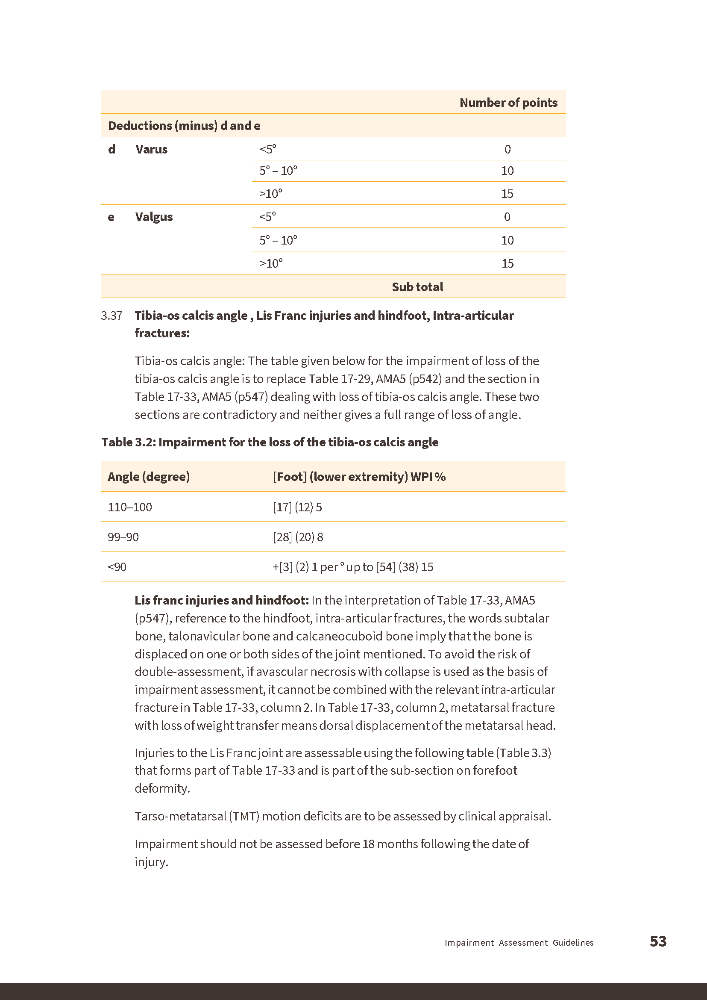 Number of points
Deductions (minus) d and e
d Varus <5° 0
5° – 10° 10
>10° 15
e Valgus <5° 0
5° – 10° 10
>10° 15
Sub total
3.37 Tibia-os calcis angle , Lis Franc injuries and hindfoot, Intra-articular
fractures:
Tibia-os calcis angle: The table given below for the impairment of loss of the
tibia-os calcis angle is to replace Table 17-29, AMA5 (p542) and the section in
Table 17-33, AMA5 (p547) dealing with loss of tibia-os calcis angle. These two
sections are contradictory and neither gives a full range of loss of angle.
Table 3.2: Impairment for the loss of the tibia-os calcis angle
Angle (degree) [Foot] (lower extremity) WPI %
110–100 [17] (12) 5
99–90 [28] (20) 8
<90 +[3] (2) 1 per ° up to [54] (38) 15
Lis franc injuries and hindfoot: In the interpretation of Table 17-33, AMA5
(p547), reference to the hindfoot, intra-articular fractures, the words subtalar
bone, talonavicular bone and calcaneocuboid bone imply that the bone is
displaced on one or both sides of the joint mentioned. To avoid the risk of
double-assessment, if avascular necrosis with collapse is used as the basis of
impairment assessment, it cannot be combined with the relevant intra-articular
fracture in Table 17-33, column 2. In Table 17-33, column 2, metatarsal fracture
with loss of weight transfer means dorsal displacement of the metatarsal head.
Injuries to the Lis Franc joint are assessable using the following table (Table 3.3)
that forms part of Table 17-33 and is part of the sub-section on forefoot
deformity.
Tarso-metatarsal (TMT) motion deficits are to be assessed by clinical appraisal.
Impairment should not be assessed before 18 months following the date of
injury.
Impairment Assessment Guidelines 53